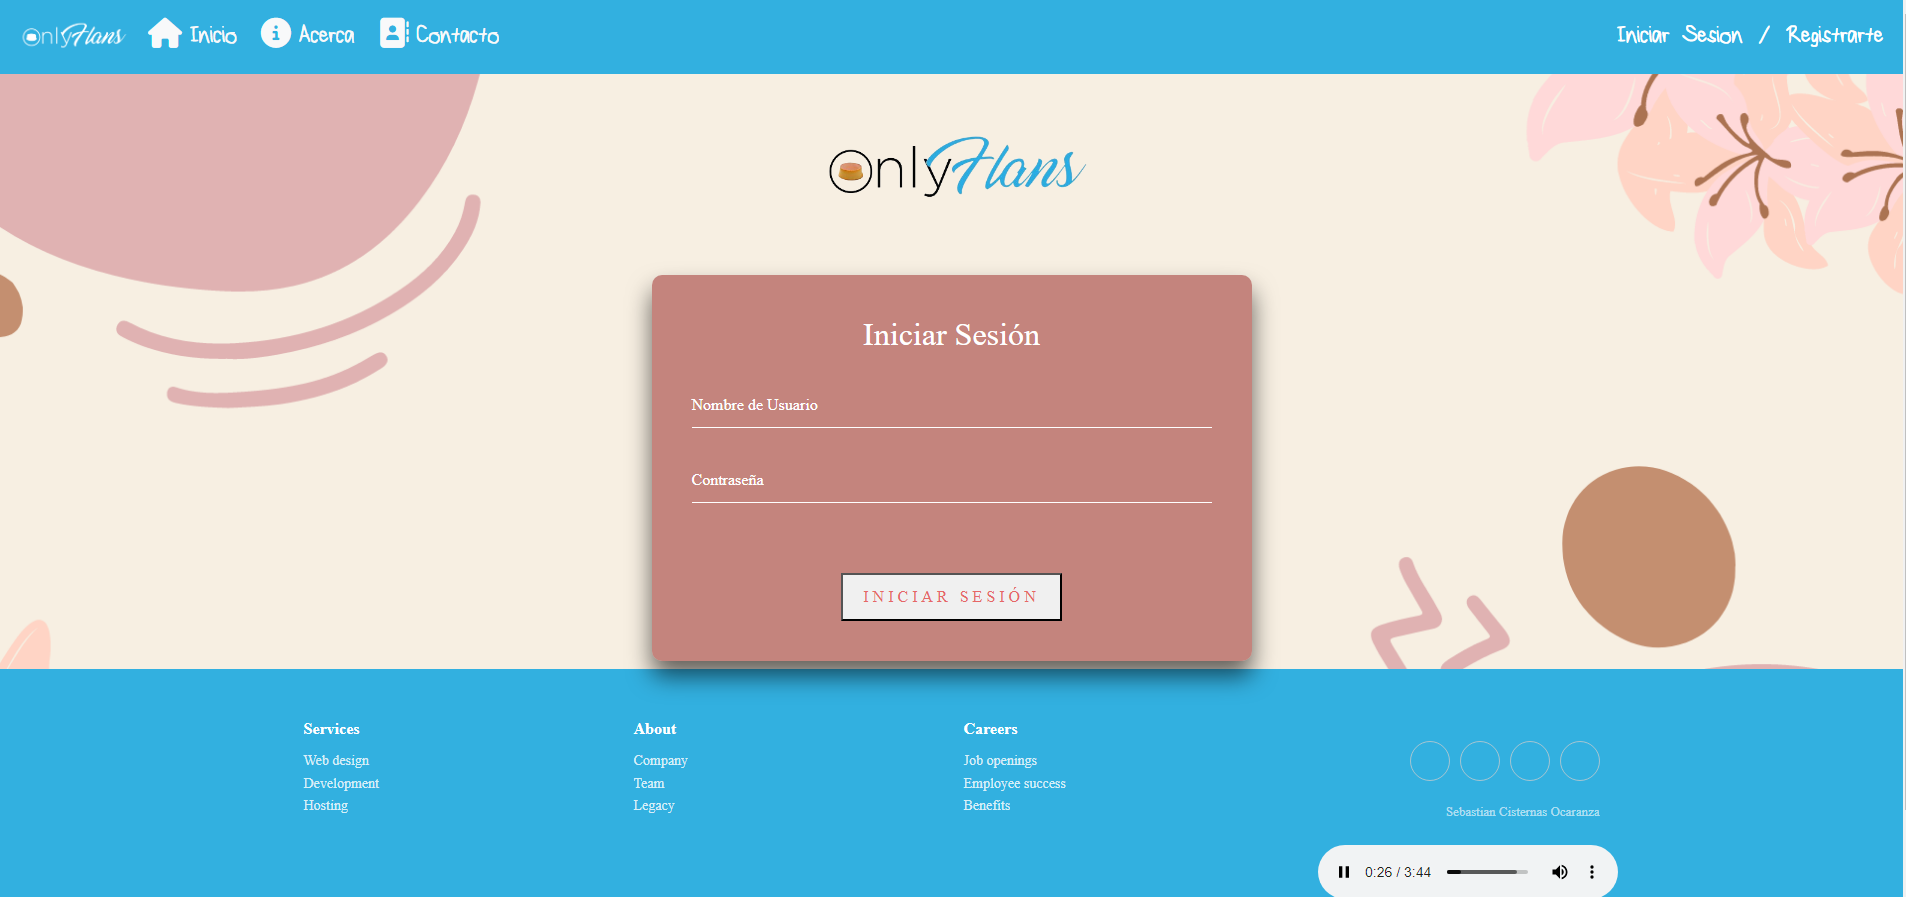 OnlyFlans Inicio Acerca Contacto Iniciar Sesion / Registrarte
OnlyFlans
Iniciar Sesión
Nombre de Usuario
Contraseña
INICIAR SESIÓN
Services
Web design
Development
Hosting
About
Company
Team
Legacy
Careers
Job openings
Employee success
Benefits
Sebastian Cisternas Ocaranza
0:26 / 3:44